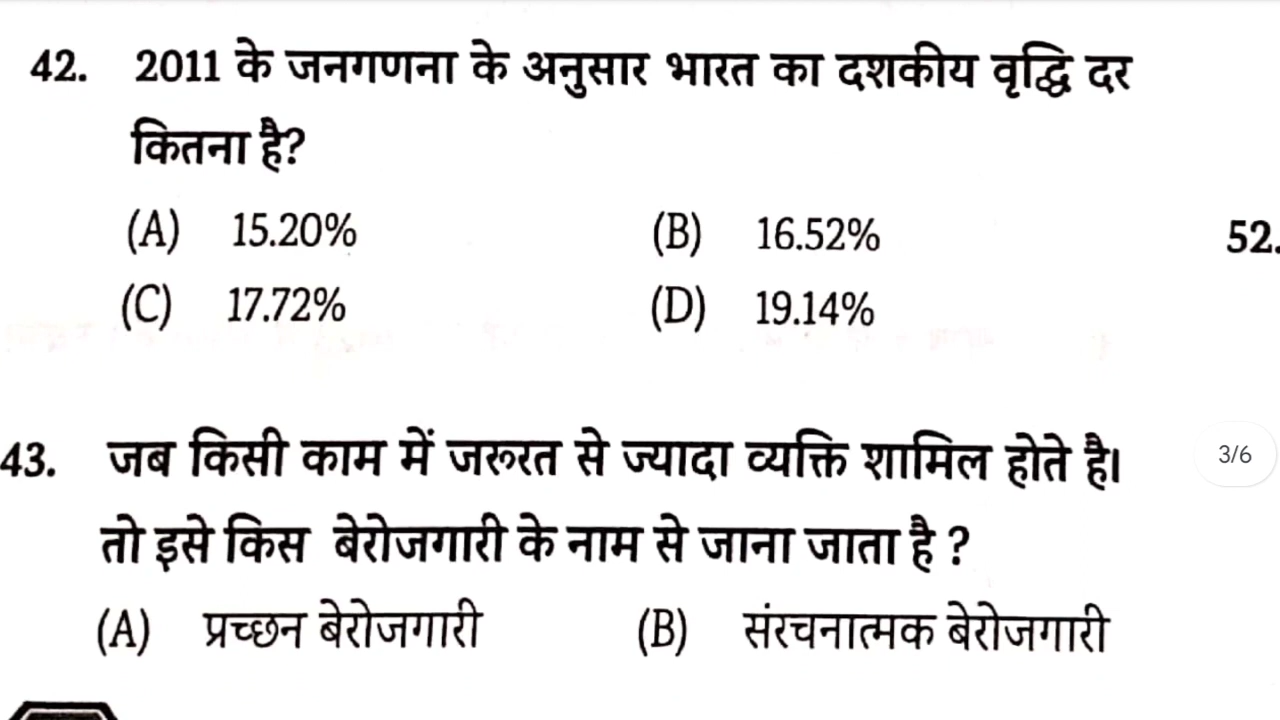 42. 2011 के जनगणना के अनुसार भारत का दशकीय वृद्धि दर
कितना है?
(A) 15.20% (B) 16.52%
(C) 17.72% (D) 19.14%
52.
43. जब किसी काम में जरूरत से ज्यादा व्यक्ति शामिल होते है।
तो इसे किस बेरोजगारी के नाम से जाना जाता है ?
(A) प्रच्छन बेरोजगारी (B) संरचनात्मक बेरोजगारी
3/6